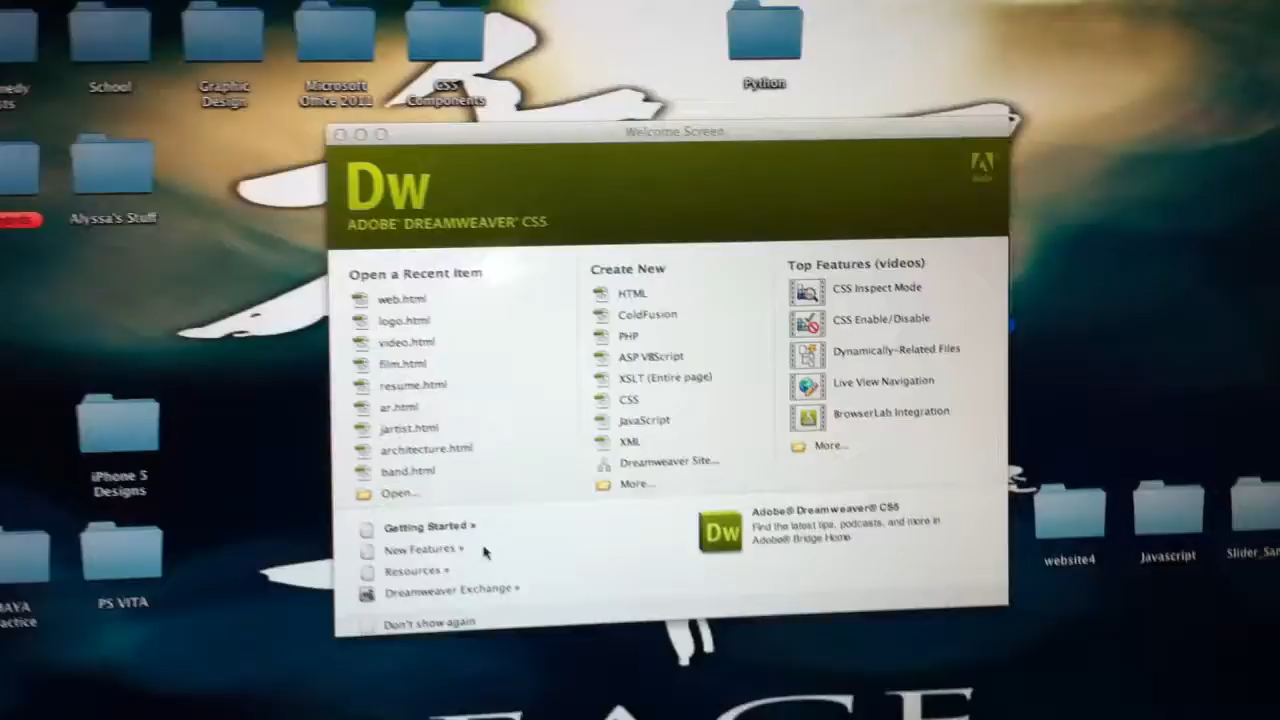 School
Graphic
Design
Microsoft
Office 2011
CSS
Components
Python
Alyssa's Stuff
Welcome Screen
Dw
ADOBE® DREAMWEAVER® CS5
Open a Recent Item
web.html
logo.html
video.html
film.html
resume.html
ar.html
jartist.html
architecture.html
band.html
Open...
Create New
HTML
ColdFusion
PHP
ASP VBScript
XSLT (Entire page)
CSS
JavaScript
XML
Dreamweaver Site...
More...
Top Features (videos)
CSS Inspect Mode
CSS Enable/Disable
Dynamically-Related Files
Live View Navigation
BrowserLab Integration
More...
Getting Started »
New Features »
Resources »
Dreamweaver Exchange »
Don't show again
Dw
Adobe® Dreamweaver® CS5
Find the latest tips, podcasts, and more in
Adobe® Bridge Home
iPhone 5
Designs
PS VITA
website4
Javascript